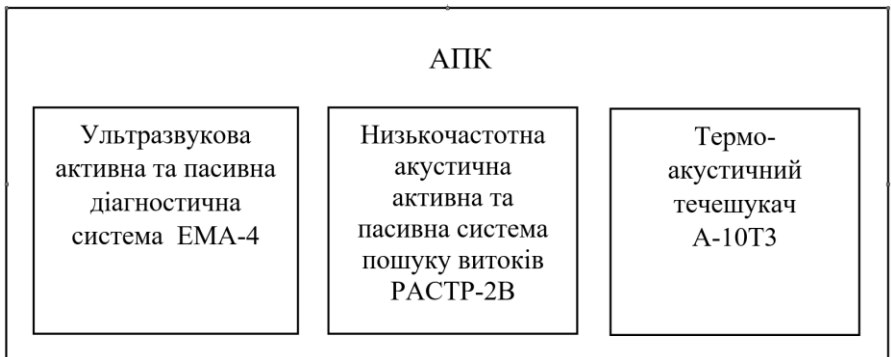 АПК
Ультразвукова
активна та пасивна
діагностична
система ЕМА-4
Низькочастотна
акустична
активна та
пасивна система
пошуку витоків
РАСТР-2В
Термо-
акустичний
течешукач
А-10Т3